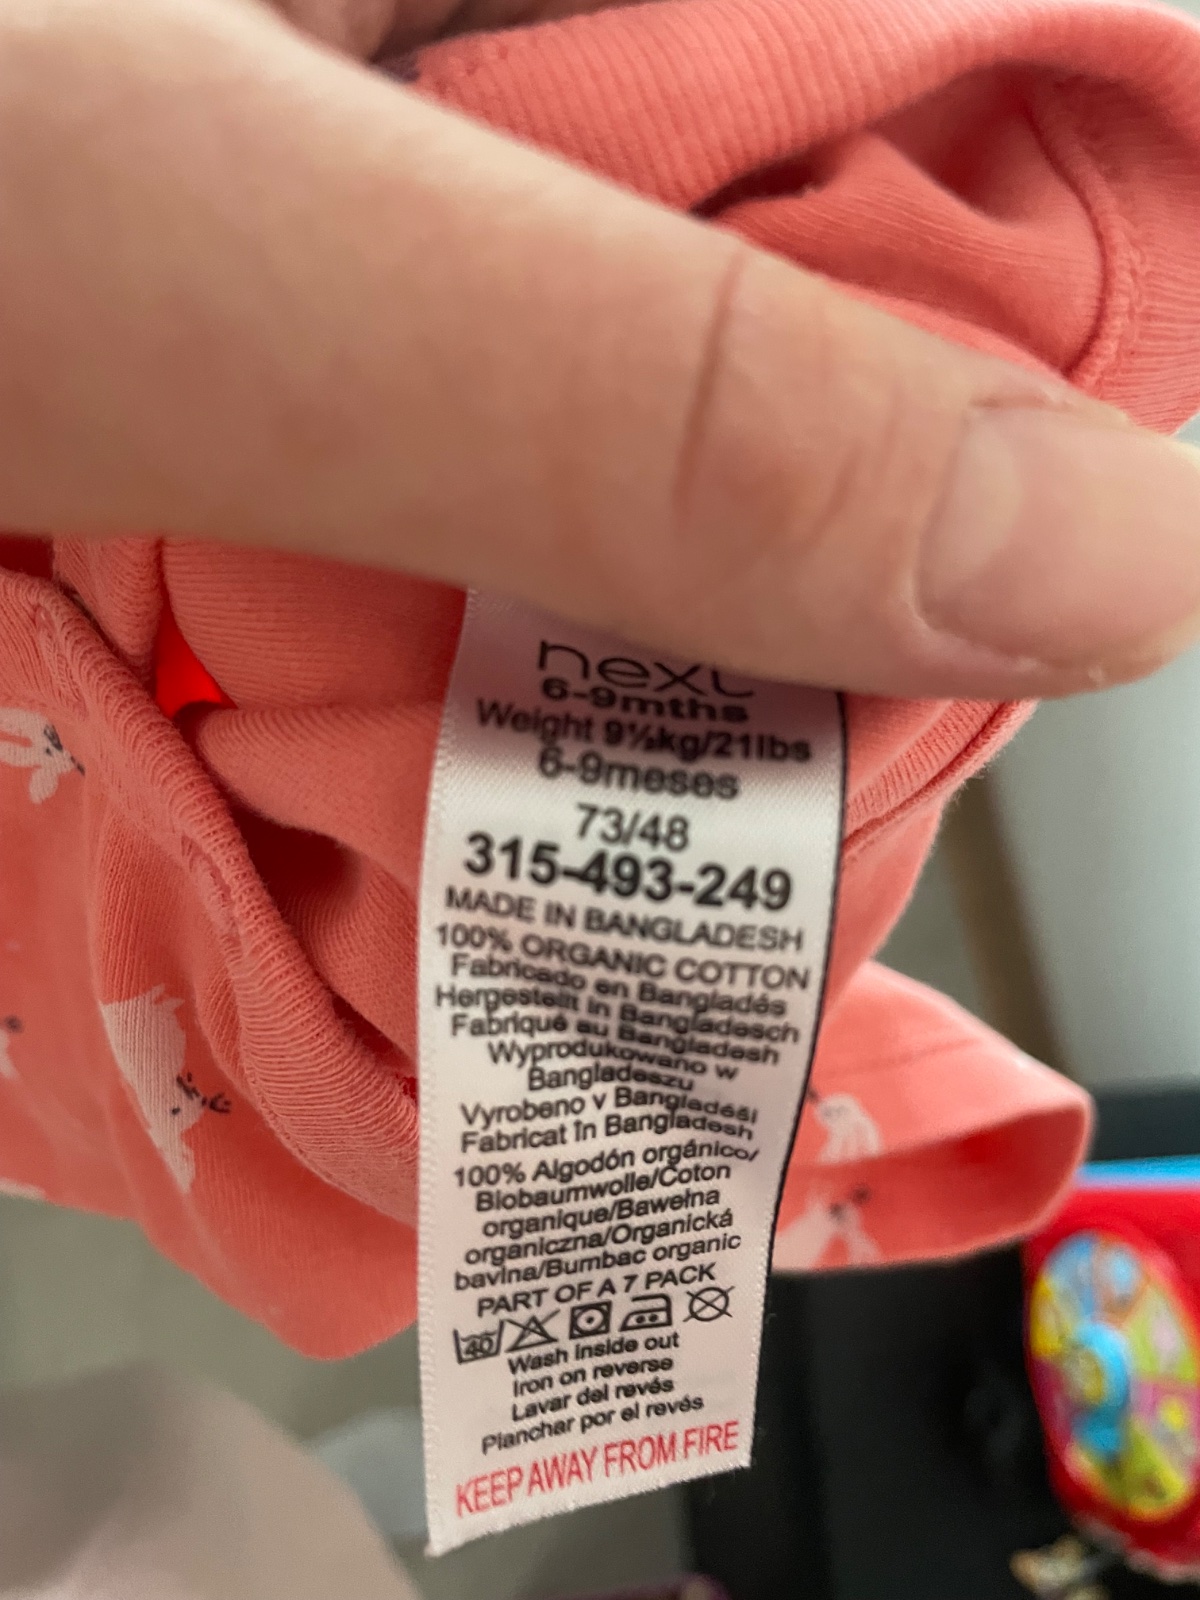 next
6-9mths
Weight 9½kg/21lbs
6-9meses
73/48
315-493-249
MADE IN BANGLADESH
100% ORGANIC COTTON
Fabricado en Bangladés
Hergestellt in Bangladesch
Fabriqué au Bangladesh
Wyprodukowano w
Bangladeszu
Vyrobeno v Bangladéši
Fabricat în Bangladesh
100% Algodón orgánico/
Biobaumwolle/Coton
organique/Bawełna
organiczna/Organická
bavlna/Bumbac organic
PART OF A 7 PACK
40
Wash inside out
Iron on reverse
Lavar del revés
Planchar por el revés
KEEP AWAY FROM FIRE